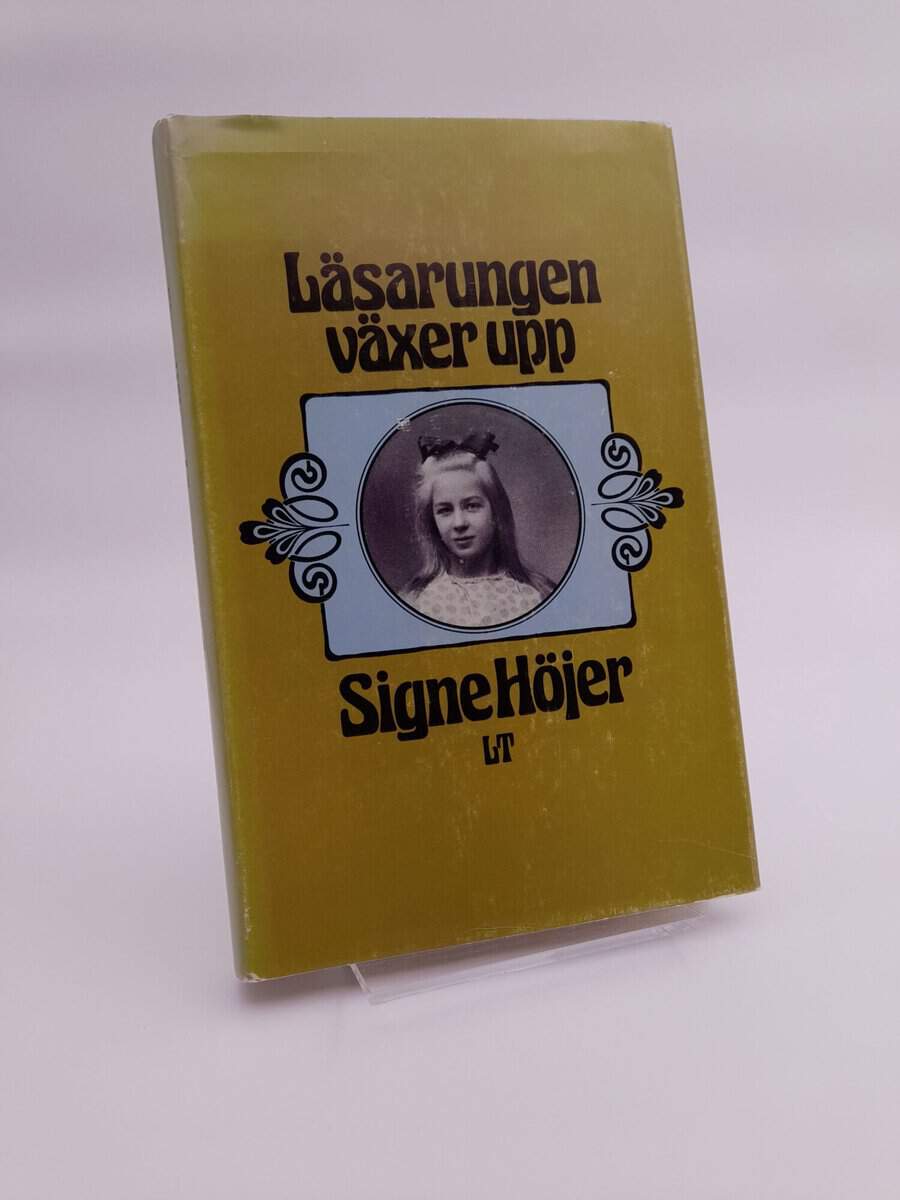 Läsarungen
växer upp
Signe Höjer
LT